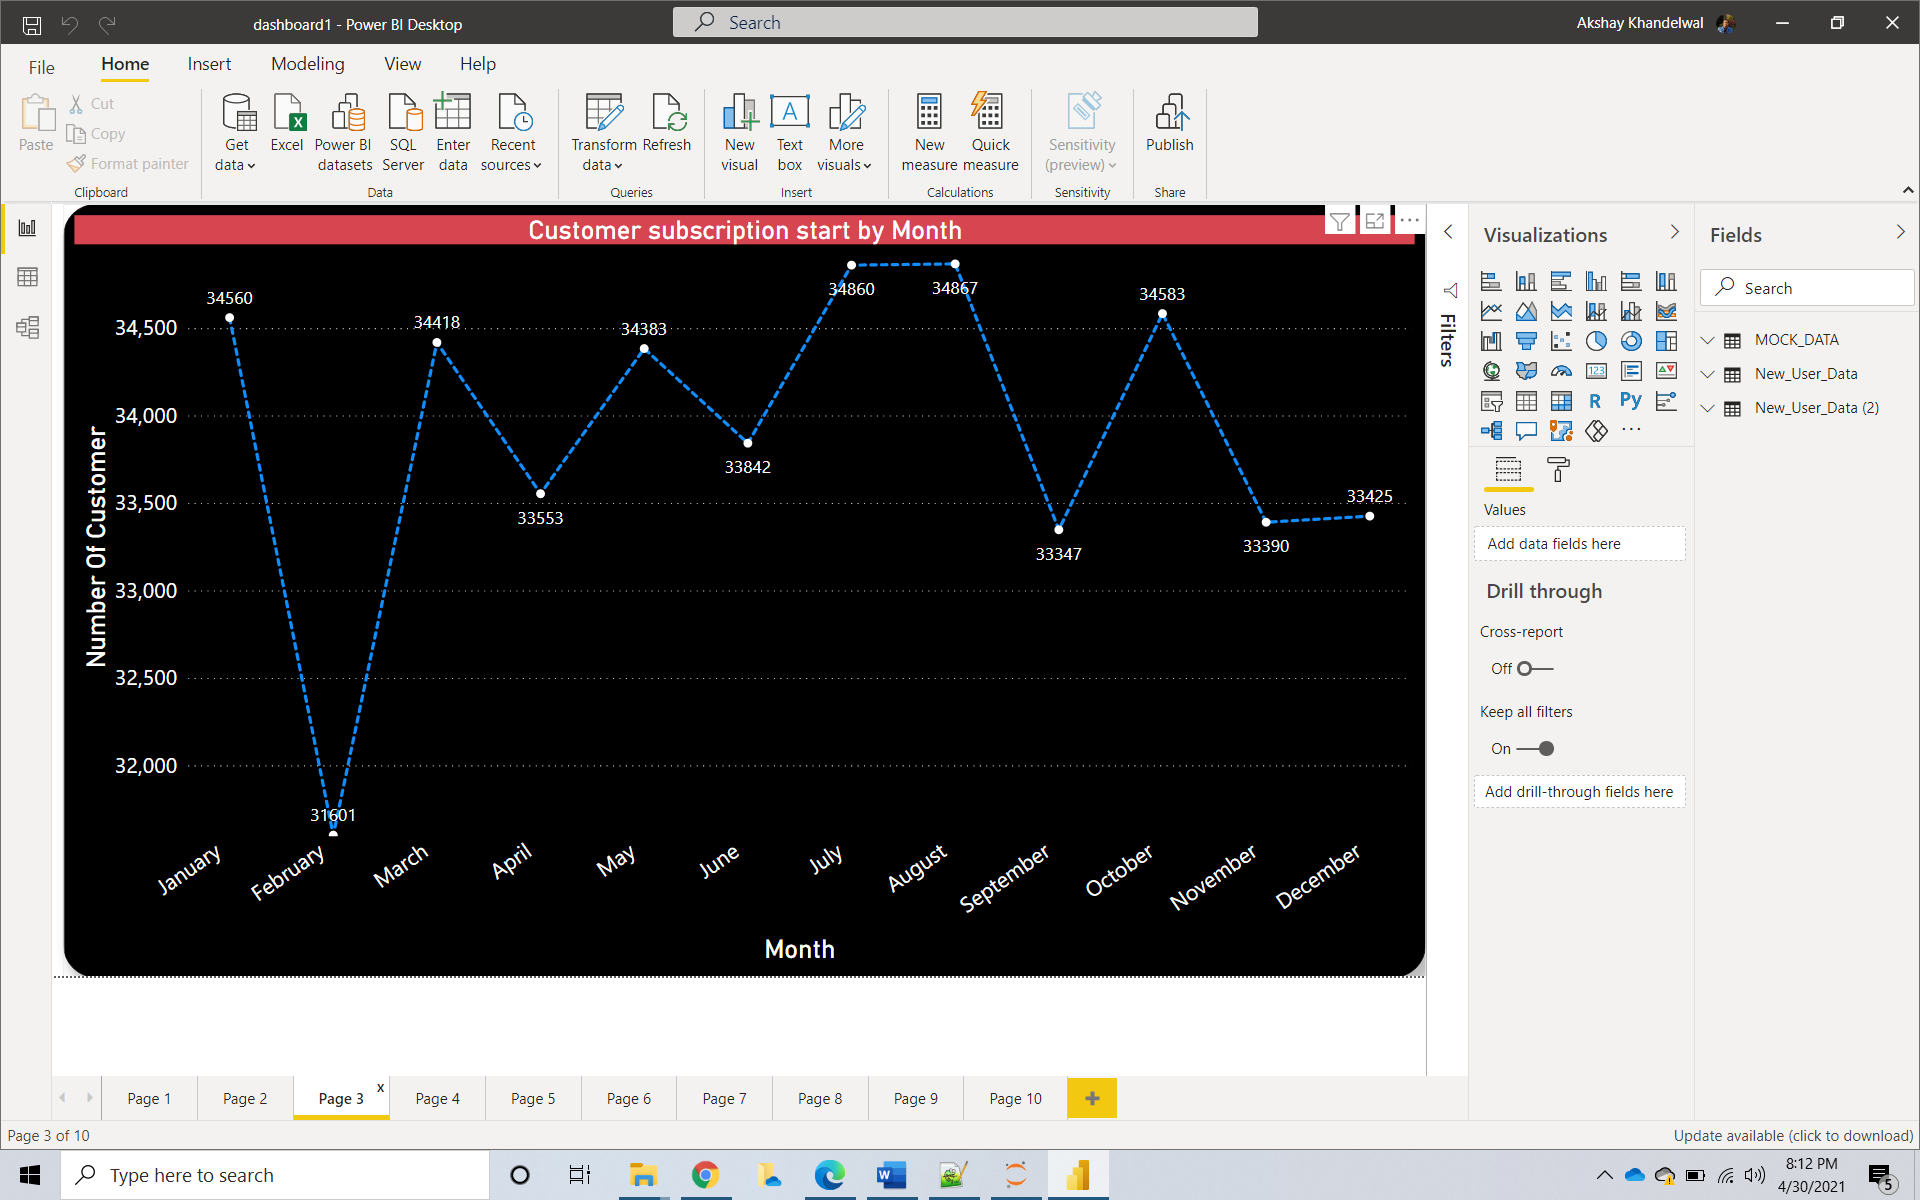 dashboard1 - Power BI Desktop
Search
Akshay Khandelwal
File
Home
Insert
Modeling
View
Help
Paste
Cut
Copy
Format painter
Clipboard
Get data
Excel
Power BI datasets
SQL Server
Enter data
Recent sources
Data
Transform data
Refresh
Queries
New visual
Text box
More visuals
Insert
New measure
Quick measure
Calculations
Sensitivity (preview)
Sensitivity
Publish
Share
Customer subscription start by Month
Number Of Customer
34,500
34,000
33,500
33,000
32,500
32,000
34560
31601
34418
33553
34383
33842
34860
34867
33347
34583
33390
33425
January
February
March
April
May
June
July
August
September
October
November
December
Month
Filters
Visualizations
123
R
Py
Values
Add data fields here
Drill through
Cross-report
Off
Keep all filters
On
Add drill-through fields here
Fields
Search
MOCK_DATA
New_User_Data
New_User_Data (2)
Page 1
Page 2
Page 3
x
Page 4
Page 5
Page 6
Page 7
Page 8
Page 9
Page 10
+
Page 3 of 10
Update available (click to download)
Type here to search
8:12 PM
4/30/2021
5